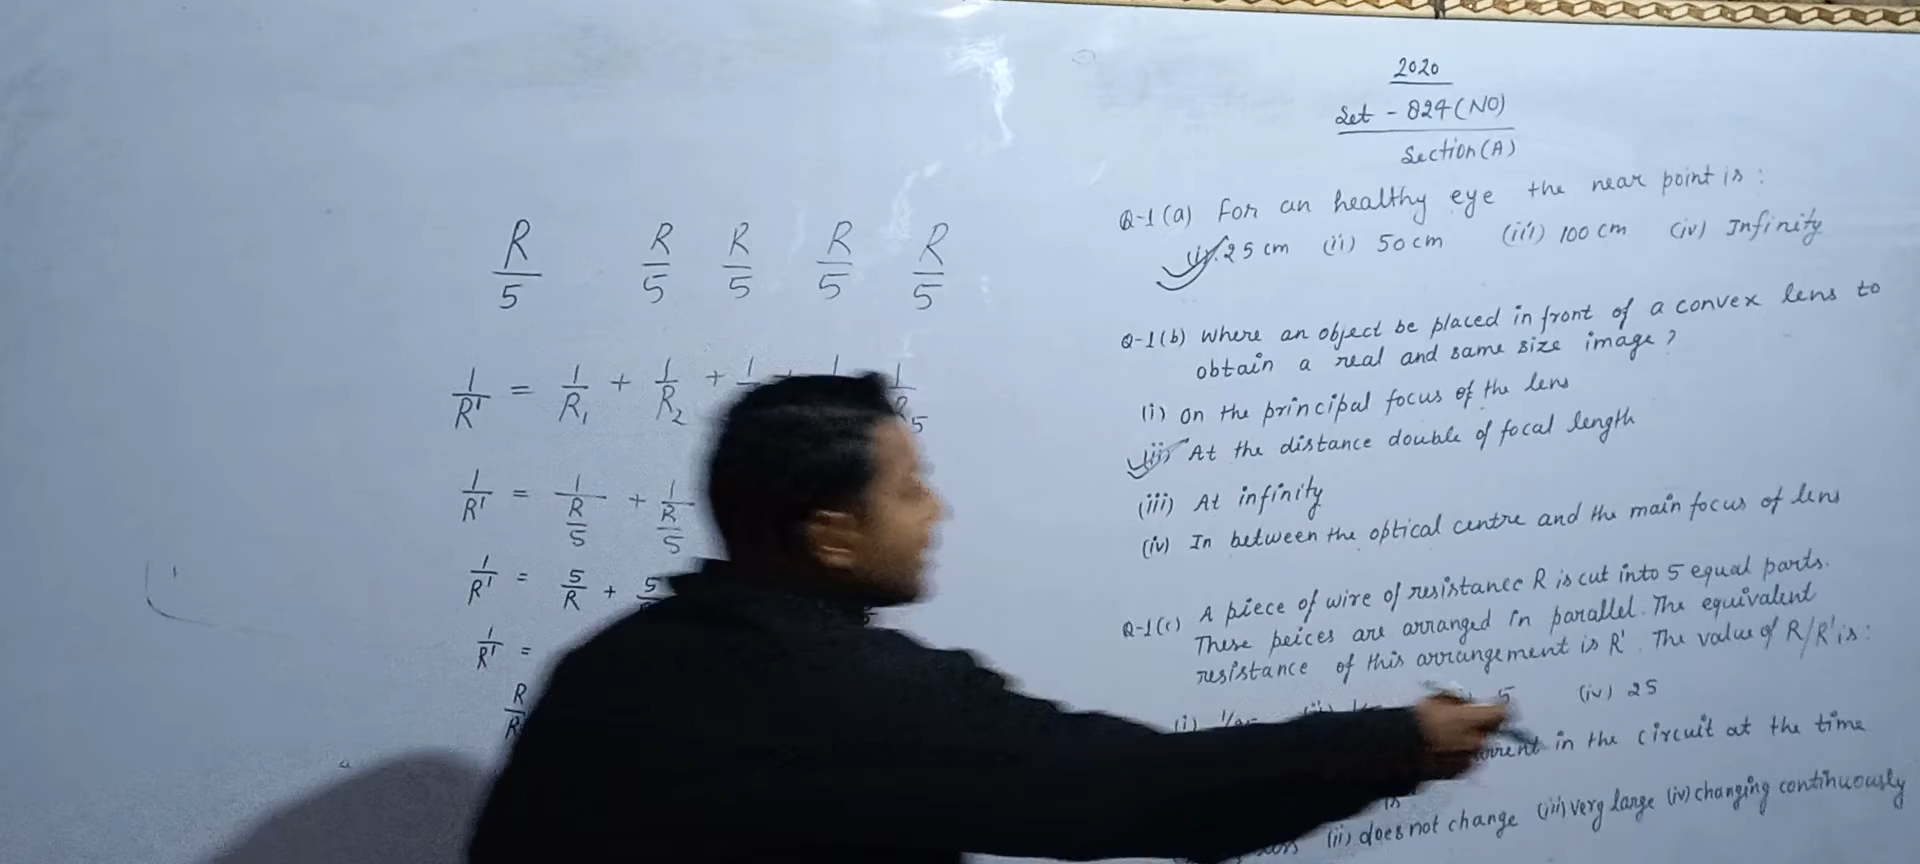 2020
Set - 824 (NO)
Section (A)
Q-1 (a) For an healthy eye the near point is :
(i) 25 cm (ii) 50 cm (iii) 100 cm (iv) Infinity
Q-1 (b) Where an object be placed in front of a convex lens to
obtain a real and same size image ?
(i) on the principal focus of the lens
(ii) At the distance double of focal length
(iii) At infinity
(iv) In between the optical centre and the main focus of lens
Q-1 (c) A piece of wire of resistance R is cut into 5 equal parts.
These peices are arranged in parallel. The equivalent
resistance of this arrangement is R'. The value of R/R' is :
(i) 5 (iv) 25
in the circuit at the time
(ii) does not change (iii) very large (iv) changing continuously
R/5 R/5 R/5 R/5 R/5
1/R' = 1/R₁ + 1/R₂ +
1/R' = 1/(R/5) + 1/(R/5)
1/R' = 5/R + 5
1/R' =
R